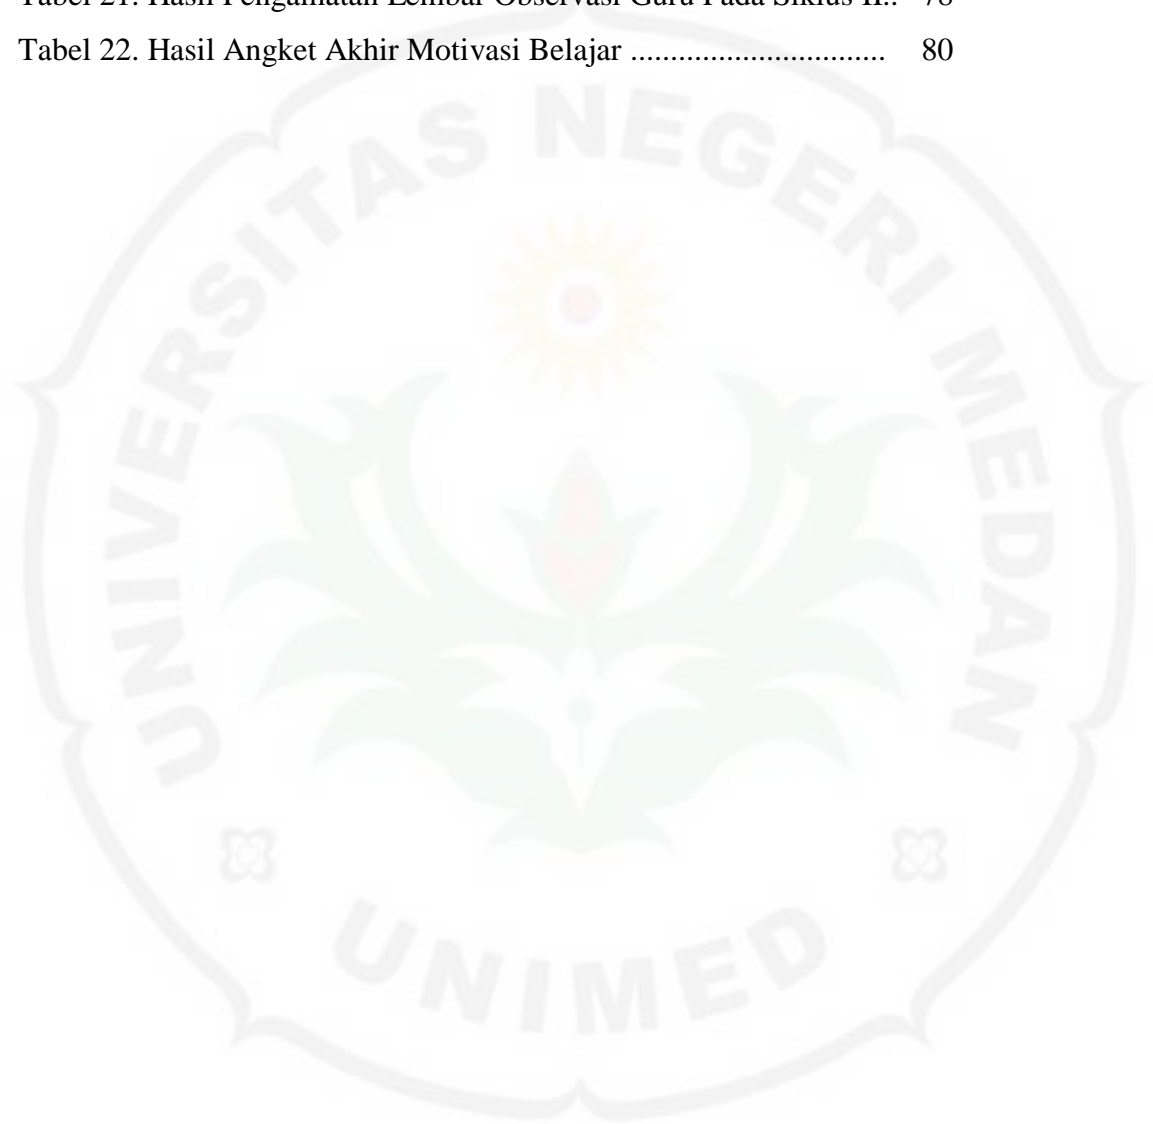 Tabel 21. Hasil Pengamatan Lembar Observasi Guru Pada Siklus II.. 78
Tabel 22. Hasil Angket Akhir Motivasi Belajar ................................ 80
UNIVERSITAS NEGERI MEDAN
UNIMED